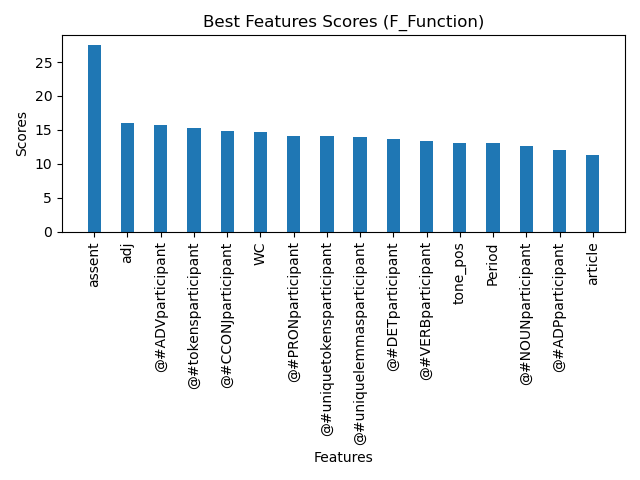 Best Features Scores (F_Function)
Scores
25
20
15
10
5
0
assent
adj
@#ADVparticipant
@#tokensparticipant
@#CCONJparticipant
WC
@#PRONparticipant
@#uniquetokensparticipant
@#uniquelemmasparticipant
@#DETparticipant
@#VERBparticipant
tone_pos
Period
@#NOUNparticipant
@#ADPparticipant
article
Features